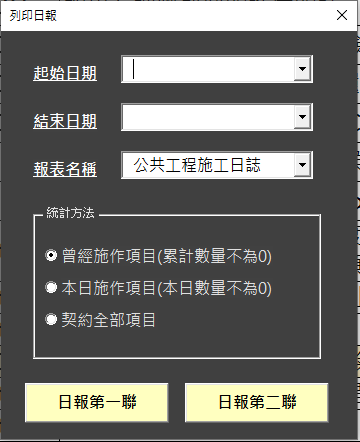 列印日報
起始日期
結束日期
報表名稱 公共工程施工日誌
統計方法
曾經施作項目(累計數量不為0)
本日施作項目(本日數量不為0)
契約全部項目
日報第一聯 日報第二聯